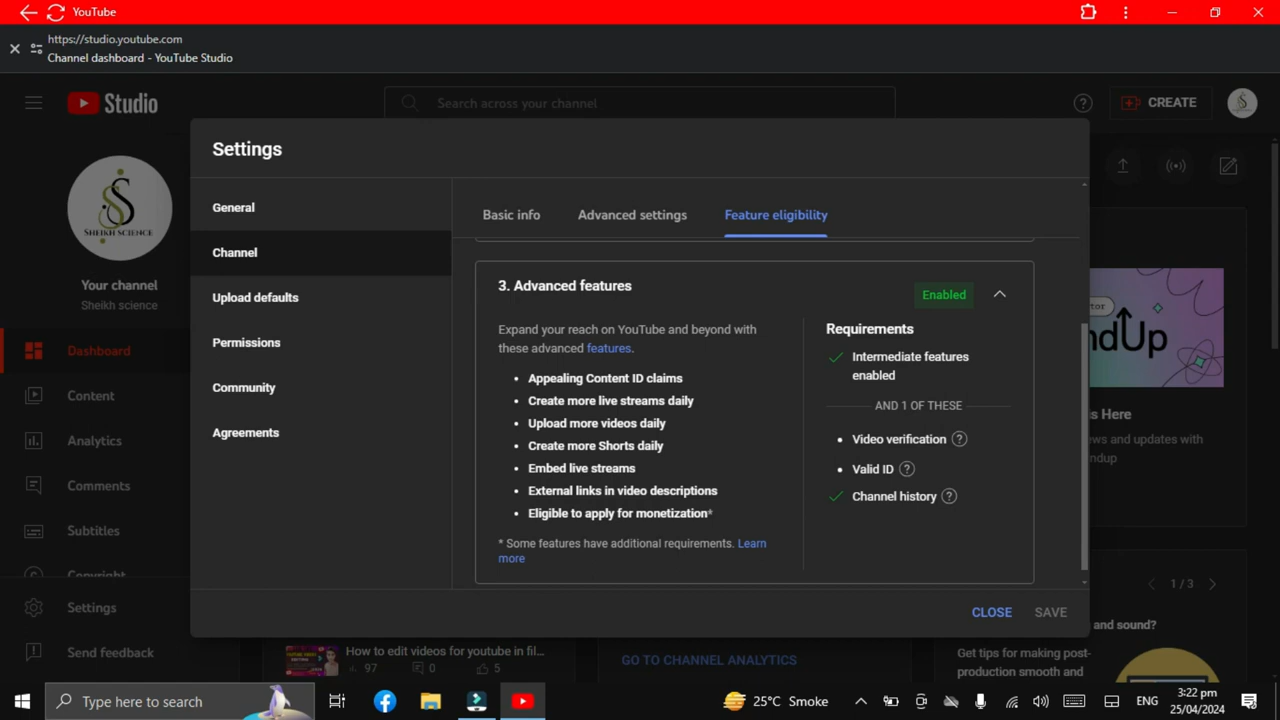 YouTube
https://studio.youtube.com
Channel dashboard - YouTube Studio
Studio
Search across your channel
CREATE
SHEIKH SCIENCE
Your channel
Sheikh science
Dashboard
Content
Analytics
Comments
Subtitles
Copyright
Settings
Send feedback
Settings
General
Channel
Upload defaults
Permissions
Community
Agreements
Basic info
Advanced settings
Feature eligibility
3. Advanced features
Enabled
Expand your reach on YouTube and beyond with
these advanced features.
• Appealing Content ID claims
• Create more live streams daily
• Upload more videos daily
• Create more Shorts daily
• Embed live streams
• External links in video descriptions
• Eligible to apply for monetization*
* Some features have additional requirements. Learn
more
Requirements
Intermediate features
enabled
AND 1 OF THESE
• Video verification
• Valid ID
Channel history
CLOSE
SAVE
How to edit videos for youtube in fil...
97
0
5
GO TO CHANNEL ANALYTICS
s Here
ews and updates with
ndup
1 / 3
and sound?
Get tips for making post-
production smooth and
Type here to search
25°C Smoke
ENG
3:22 pm
25/04/2024